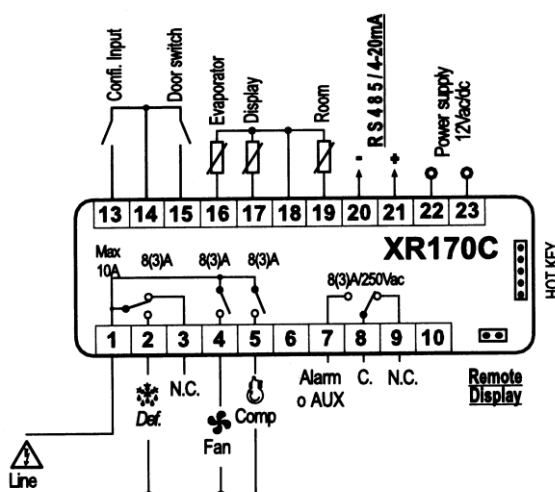 Confi. Input
Door switch
Evaporator
Display
Room
RS485/4-20mA
Power supply
12Vac/dc
- +
13 14 15 16 17 18 19 20 21 22 23
XR170C
HOT KEY
Max
10A
8(3)A 8(3)A 8(3)A
8(3)A/250Vac
1 2 3 4 5 6 7 8 9 10
N.C.
Def.
Fan
Comp
Alarm
o AUX
C.
N.C.
Remote
Display
Line